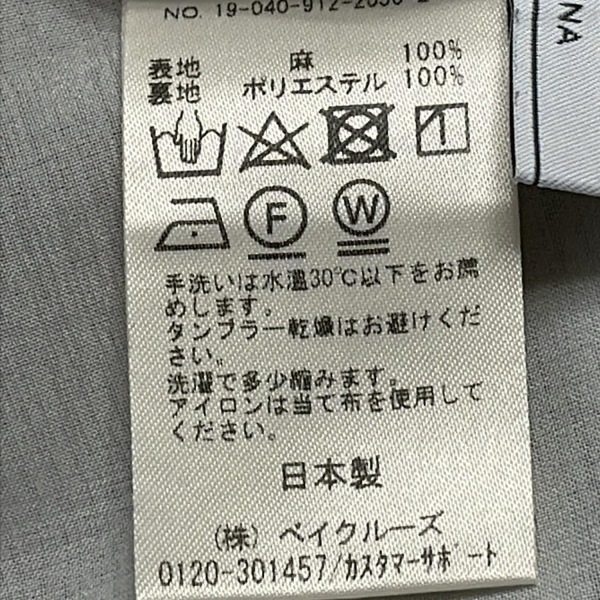 表地 麻 100%
裏地 ポリエステル 100%
F W
手洗いは水温30℃以下をお薦
めします。
タンブラー乾燥はお避けくだ
さい。
洗濯で多少縮みます。
アイロンは当て布を使用して
ください。
日本製
(株) ベイクルーズ
0120-301457/カスタマーサポート
NA